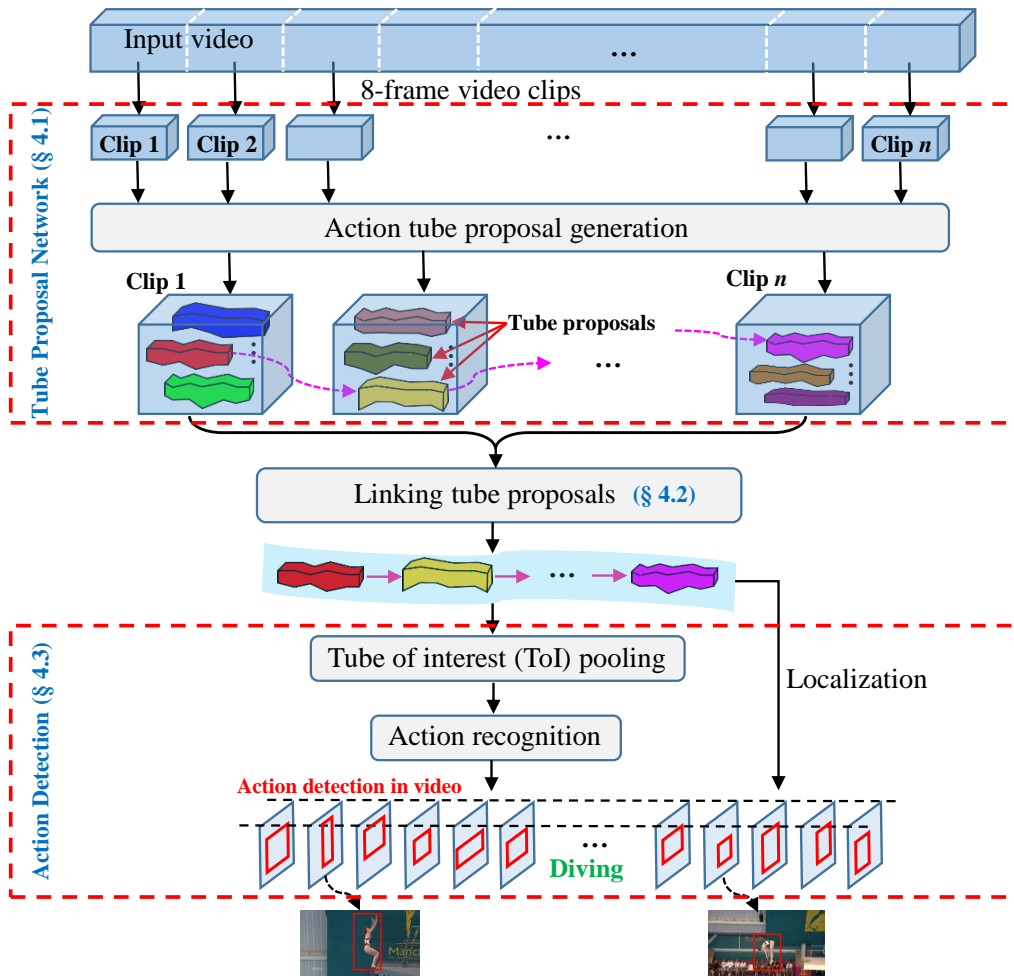 Input video
...
8-frame video clips
Tube Proposal Network (§ 4.1)
Clip 1
Clip 2
...
Clip n
Action tube proposal generation
Clip 1
Clip n
Tube proposals
...
Linking tube proposals (§ 4.2)
...
Action Detection (§ 4.3)
Tube of interest (ToI) pooling
Localization
Action recognition
Action detection in video
...
Diving